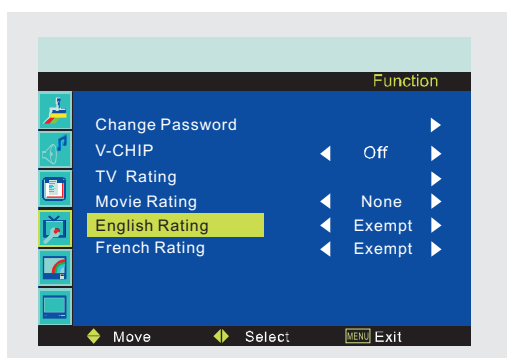 Function
Change Password
V-CHIP Off
TV Rating
Movie Rating None
English Rating Exempt
French Rating Exempt
Move Select MENU Exit